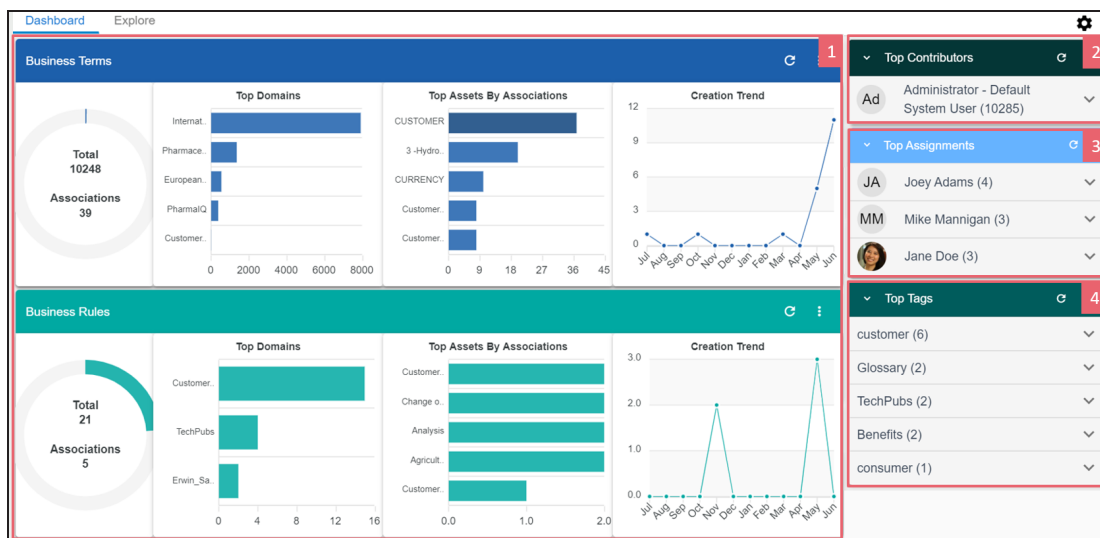 Dashboard Explore
Business Terms
1
Total
10248
Associations
39
Top Domains
Internat..
Pharmace..
European..
PharmaIQ
Customer..
0 2000 4000 6000 8000
Top Assets By Associations
CUSTOMER
3 -Hydro..
CURRENCY
Customer..
Customer..
0 9 18 27 36 45
Creation Trend
12
9
6
3
0
Jul Aug Sep Oct Nov Dec Jan Feb Mar Apr May Jun
Business Rules
Total
21
Associations
5
Top Domains
Customer..
TechPubs
Erwin_Sa..
0 4 8 12 16
Top Assets By Associations
Customer..
Change o..
Analysis
Agricult..
Customer..
0.0 1.0 2.0
Creation Trend
3.0
2.0
1.0
0.0
Jul Aug Sep Oct Nov Dec Jan Feb Mar Apr May Jun
Top Contributors
2
Ad
Administrator - Default
System User (10285)
Top Assignments
3
JA Joey Adams (4)
MM Mike Mannigan (3)
Jane Doe (3)
Top Tags
4
customer (6)
Glossary (2)
TechPubs (2)
Benefits (2)
consumer (1)